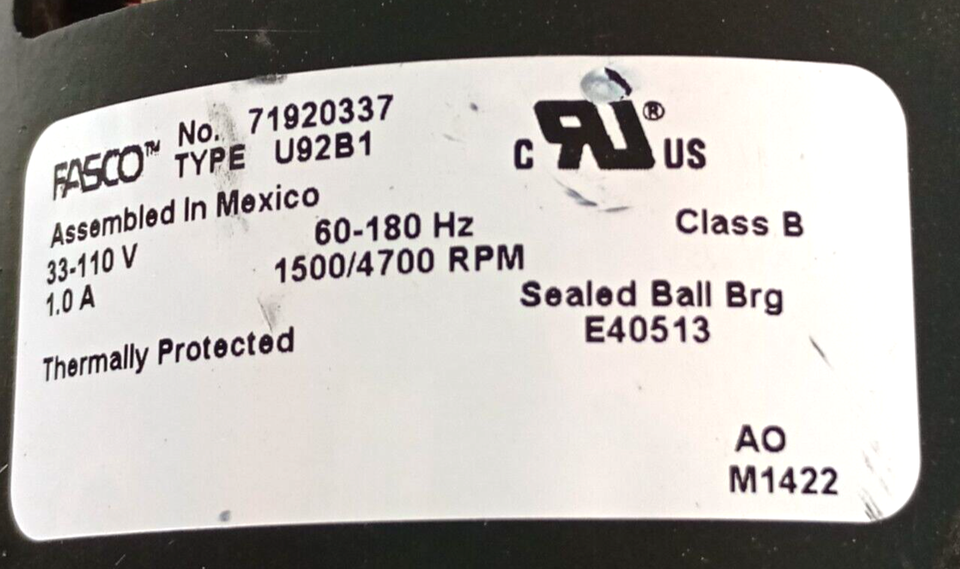 FASCO™ No. 71920337
TYPE U92B1
C RU® US
Assembled In Mexico
33-110 V 60-180 Hz
1.0 A 1500/4700 RPM
Class B
Sealed Ball Brg
E40513
Thermally Protected
AO
M1422